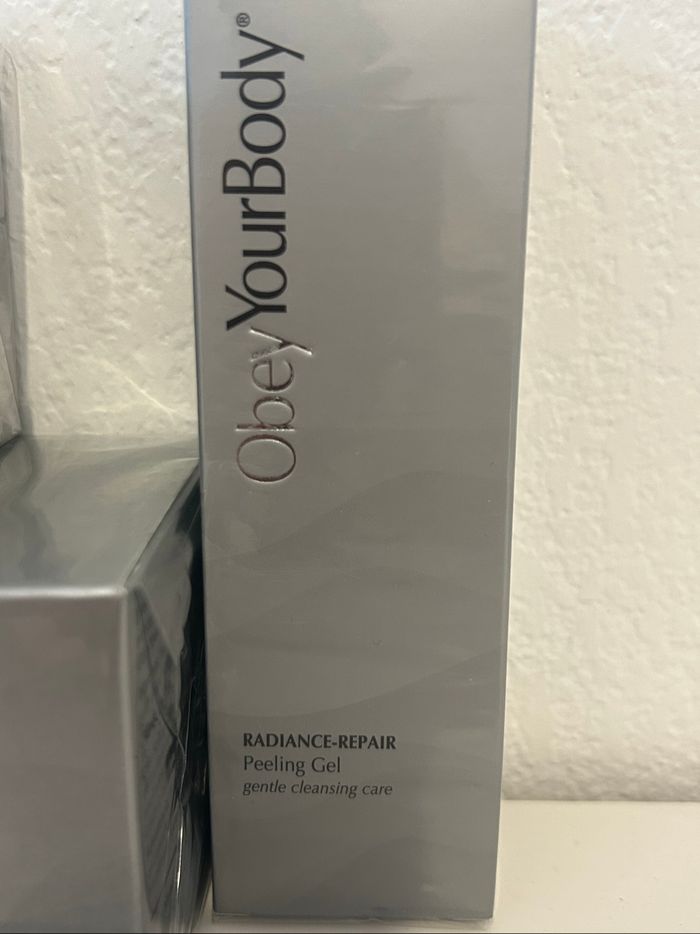 ObeyYourBody®
RADIANCE-REPAIR
Peeling Gel
gentle cleansing care